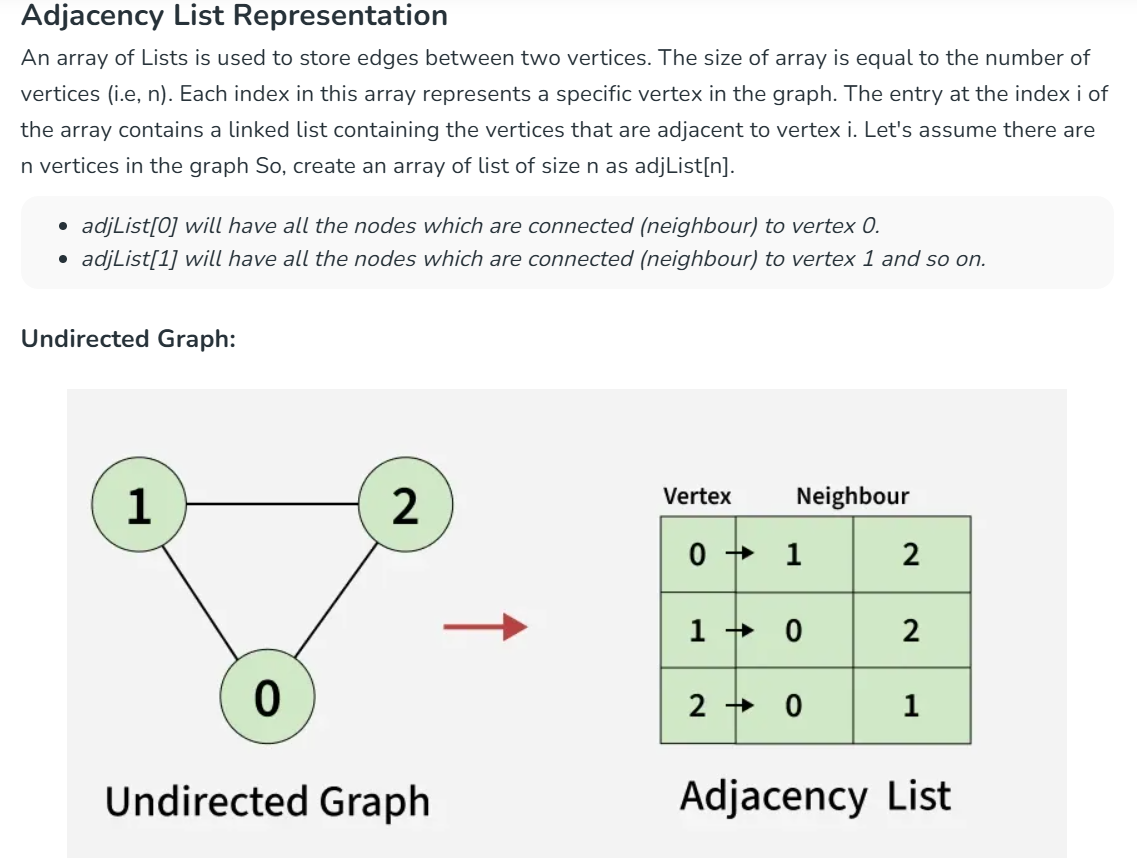 Adjacency List Representation
An array of Lists is used to store edges between two vertices. The size of array is equal to the number of
vertices (i.e, n). Each index in this array represents a specific vertex in the graph. The entry at the index i of
the array contains a linked list containing the vertices that are adjacent to vertex i. Let's assume there are
n vertices in the graph So, create an array of list of size n as adjList[n].
• adjList[0] will have all the nodes which are connected (neighbour) to vertex 0.
• adjList[1] will have all the nodes which are connected (neighbour) to vertex 1 and so on.
Undirected Graph:
1 2
0
Undirected Graph
Vertex Neighbour
0 → 1 2
1 → 0 2
2 → 0 1
Adjacency List